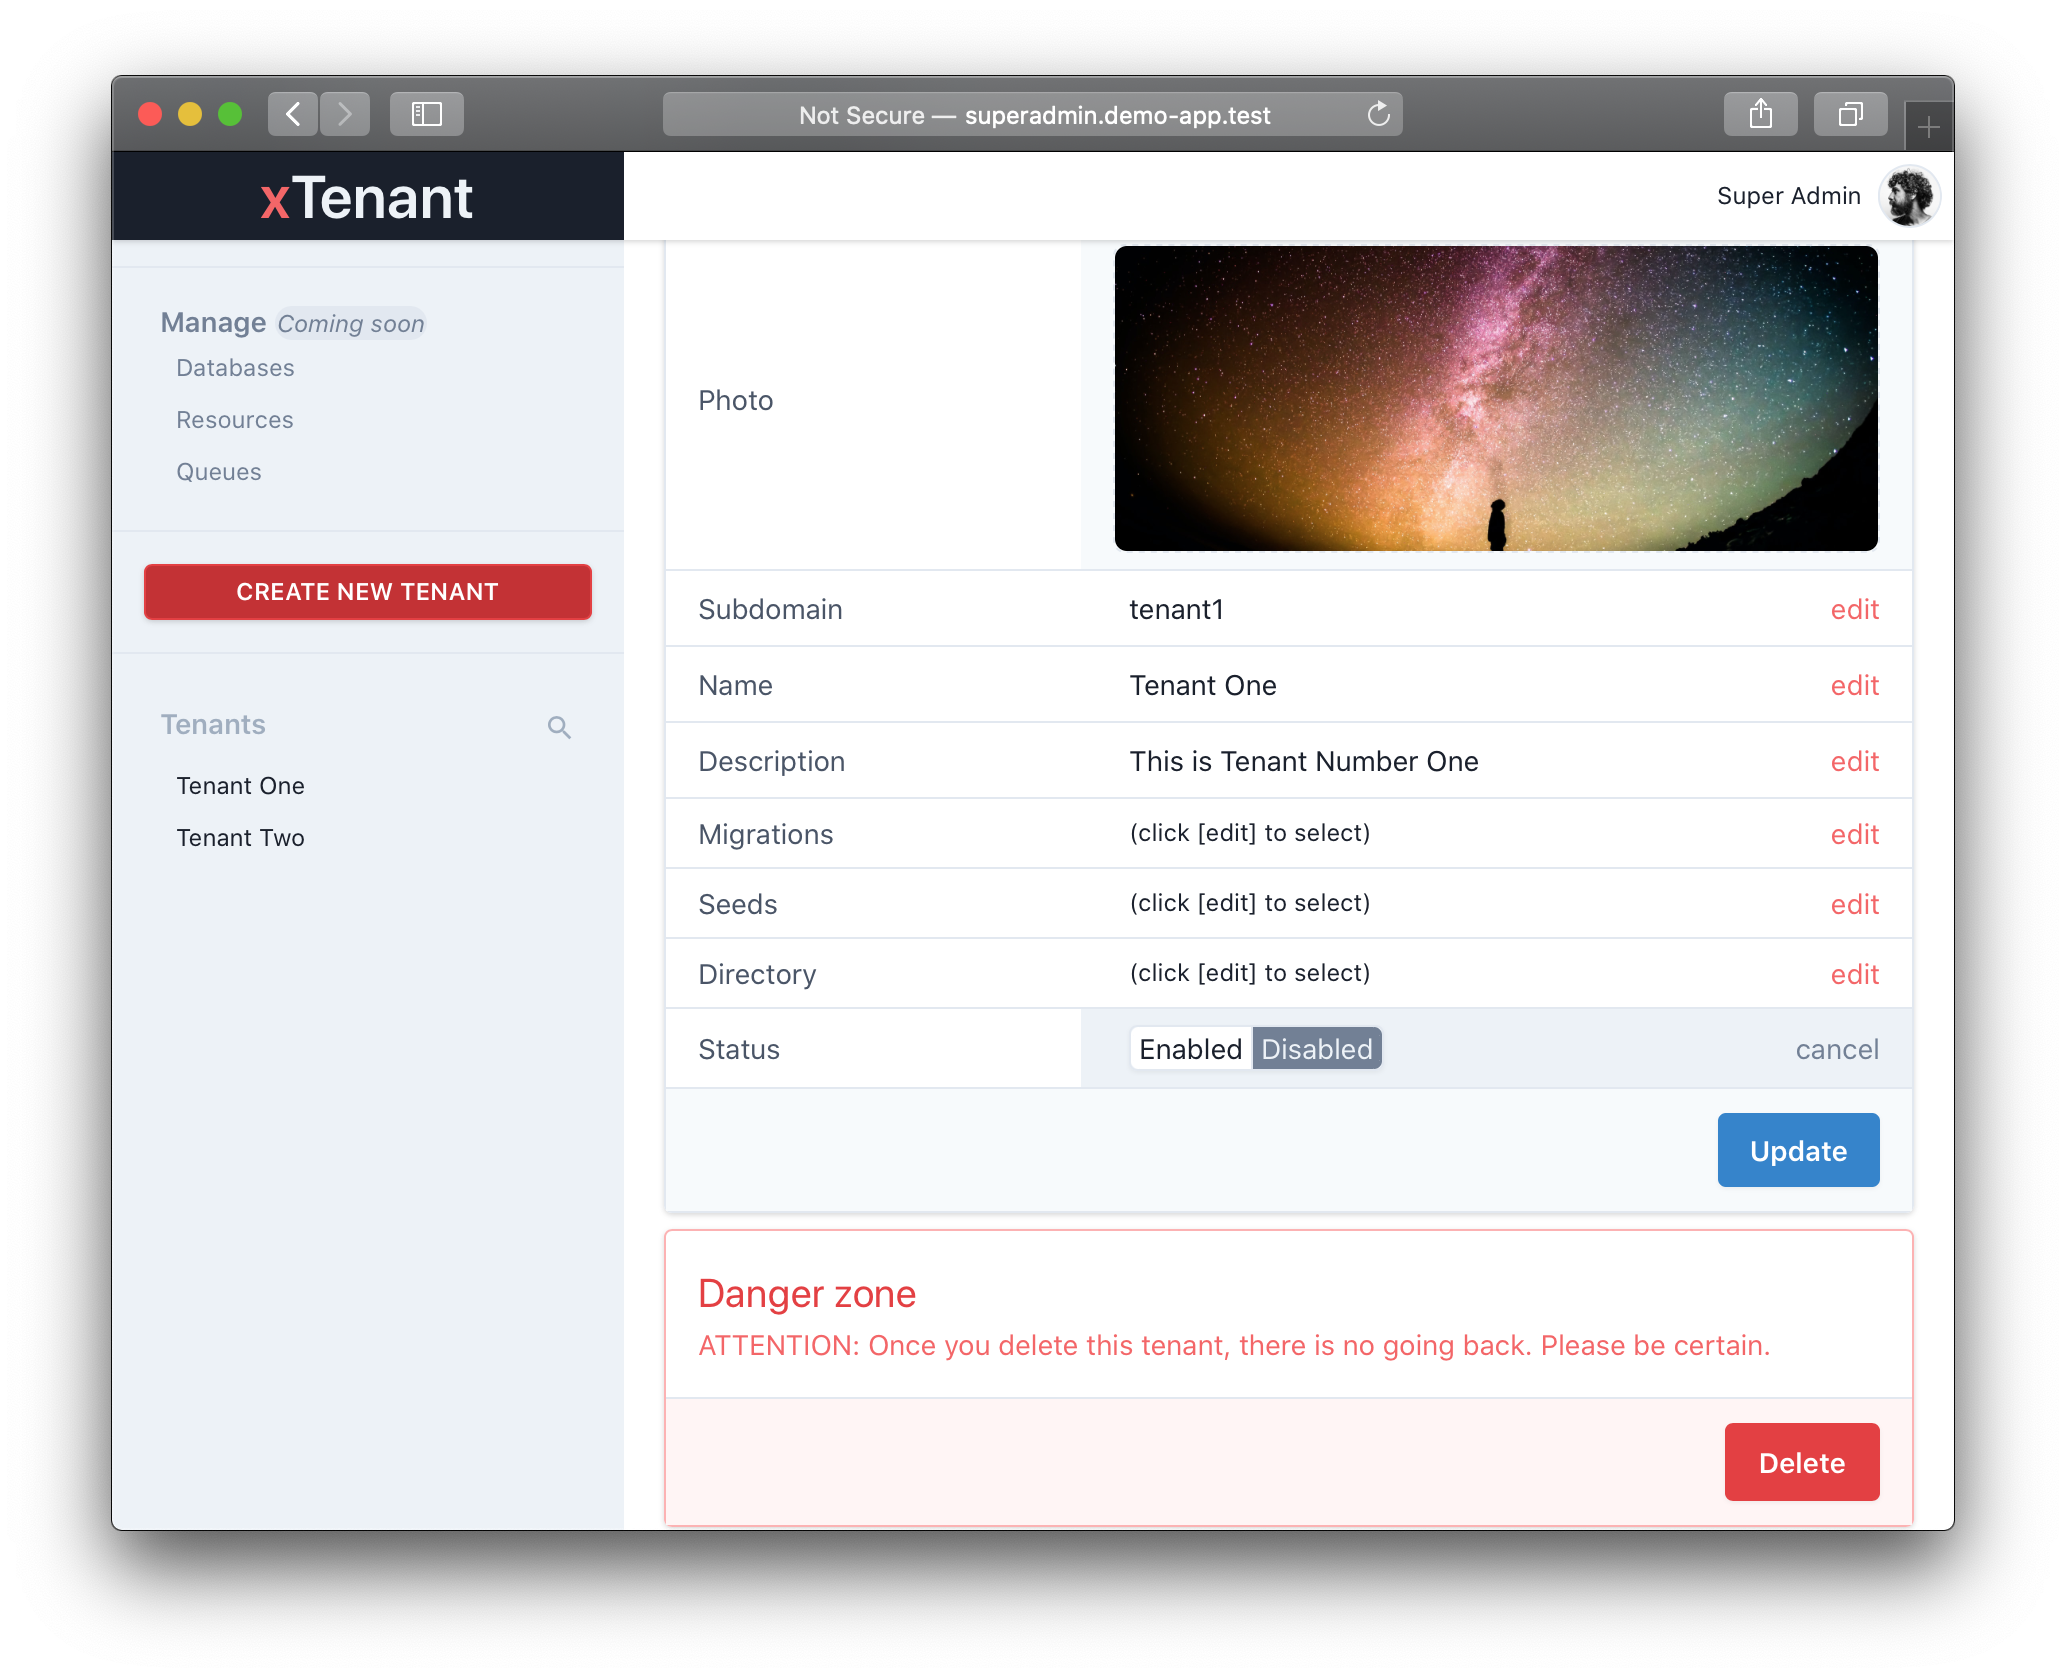 Not Secure — superadmin.demo-app.test
xTenant
Super Admin
Manage Coming soon
Databases
Resources
Queues
CREATE NEW TENANT
Tenants
Tenant One
Tenant Two
Photo
Subdomain tenant1 edit
Name Tenant One edit
Description This is Tenant Number One edit
Migrations (click [edit] to select) edit
Seeds (click [edit] to select) edit
Directory (click [edit] to select) edit
Status Enabled Disabled cancel
Update
Danger zone
ATTENTION: Once you delete this tenant, there is no going back. Please be certain.
Delete